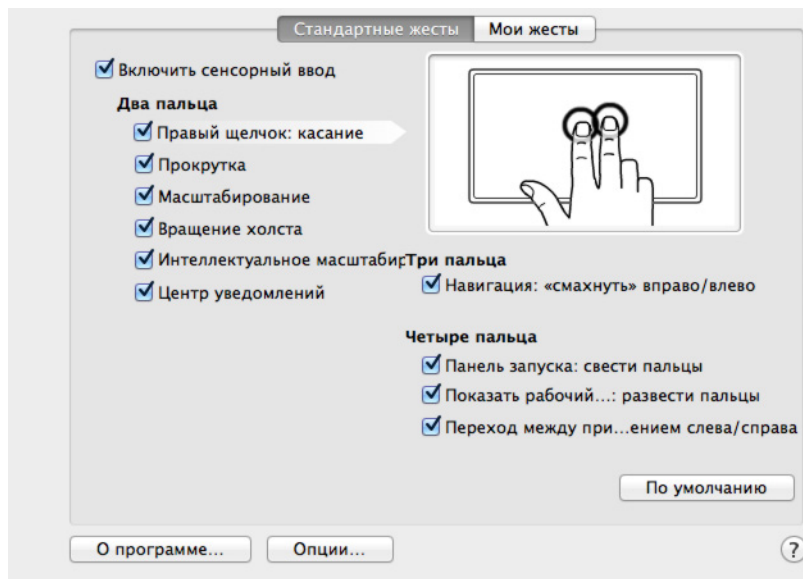 Стандартные жесты
Мои жесты
Включить сенсорный ввод
Два пальца
Правый щелчок: касание
Прокрутка
Масштабирование
Вращение холста
Интеллектуальное масштабир
Центр уведомлений
Три пальца
Навигация: «смахнуть» вправо/влево
Четыре пальца
Панель запуска: свести пальцы
Показать рабочий...: развести пальцы
Переход между при...ением слева/справа
По умолчанию
О программе...
Опции...
?